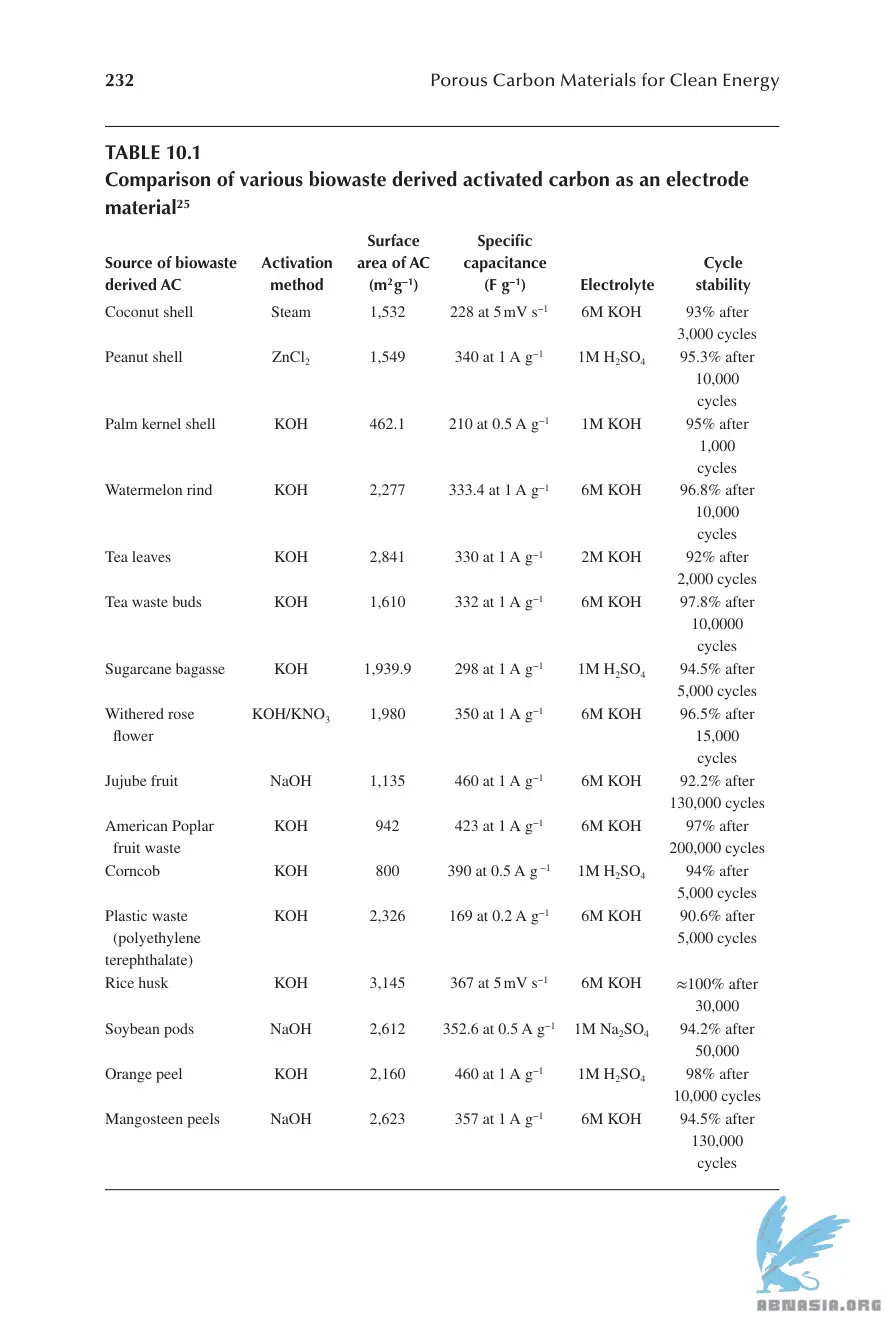 232 Porous Carbon Materials for Clean Energy
TABLE 10.1
Comparison of various biowaste derived activated carbon as an electrode
material²⁵
Surface Specific
Source of biowaste Activation area of AC capacitance Cycle
derived AC method (m² g⁻¹) (F g⁻¹) Electrolyte stability
Coconut shell Steam 1,532 228 at 5 mV s⁻¹ 6M KOH 93% after
3,000 cycles
Peanut shell ZnCl₂ 1,549 340 at 1 A g⁻¹ 1M H₂SO₄ 95.3% after
10,000
cycles
Palm kernel shell KOH 462.1 210 at 0.5 A g⁻¹ 1M KOH 95% after
1,000
cycles
Watermelon rind KOH 2,277 333.4 at 1 A g⁻¹ 6M KOH 96.8% after
10,000
cycles
Tea leaves KOH 2,841 330 at 1 A g⁻¹ 2M KOH 92% after
2,000 cycles
Tea waste buds KOH 1,610 332 at 1 A g⁻¹ 6M KOH 97.8% after
10,0000
cycles
Sugarcane bagasse KOH 1,939.9 298 at 1 A g⁻¹ 1M H₂SO₄ 94.5% after
5,000 cycles
Withered rose KOH/KNO₃ 1,980 350 at 1 A g⁻¹ 6M KOH 96.5% after
flower 15,000
cycles
Jujube fruit NaOH 1,135 460 at 1 A g⁻¹ 6M KOH 92.2% after
130,000 cycles
American Poplar KOH 942 423 at 1 A g⁻¹ 6M KOH 97% after
fruit waste 200,000 cycles
Corncob KOH 800 390 at 0.5 A g⁻¹ 1M H₂SO₄ 94% after
5,000 cycles
Plastic waste KOH 2,326 169 at 0.2 A g⁻¹ 6M KOH 90.6% after
(polyethylene 5,000 cycles
terephthalate)
Rice husk KOH 3,145 367 at 5 mV s⁻¹ 6M KOH ≈100% after
30,000
Soybean pods NaOH 2,612 352.6 at 0.5 A g⁻¹ 1M Na₂SO₄ 94.2% after
50,000
Orange peel KOH 2,160 460 at 1 A g⁻¹ 1M H₂SO₄ 98% after
10,000 cycles
Mangosteen peels NaOH 2,623 357 at 1 A g⁻¹ 6M KOH 94.5% after
130,000
cycles
ABNASIA.ORG